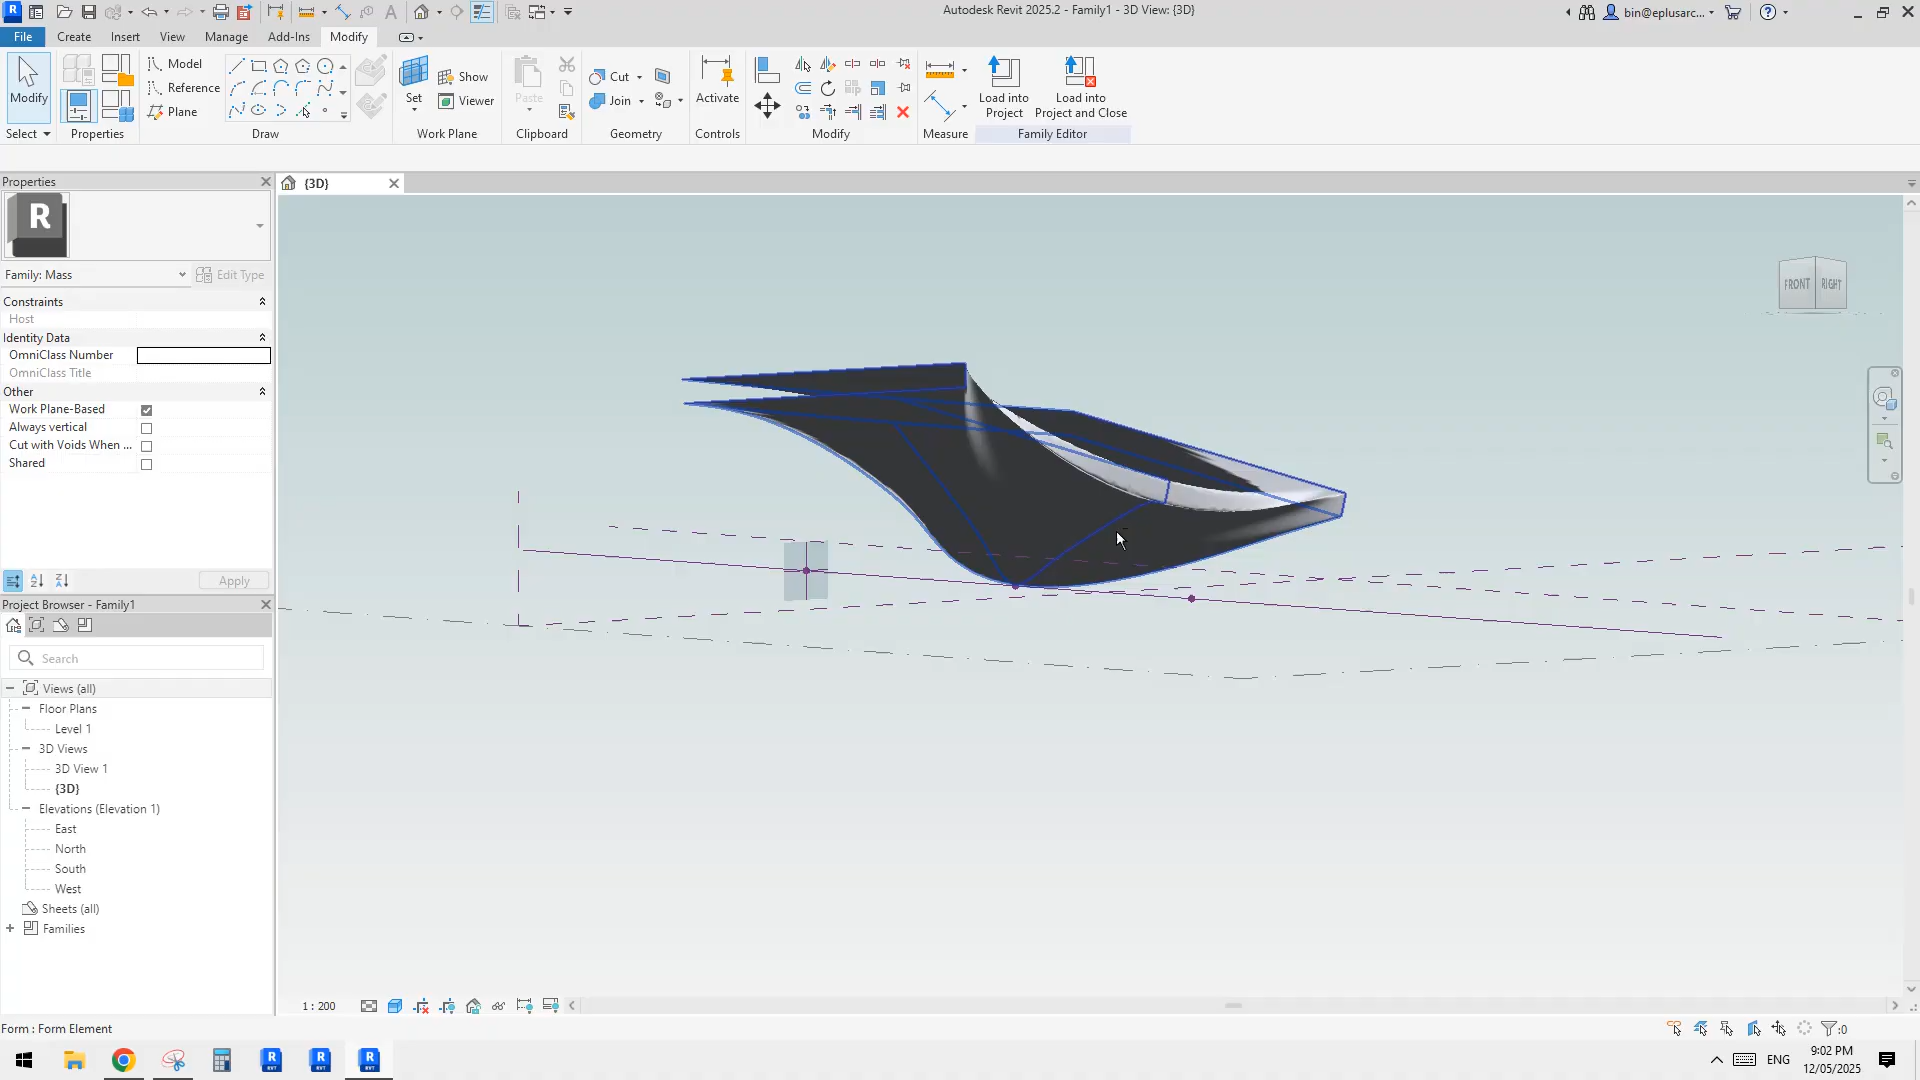 Autodesk Revit 2025.2 - Family1 - 3D View: {3D}
bin@eplusarc...
File
Create
Insert
View
Manage
Add-Ins
Modify
Modify
Select
Properties
Model
Reference
Plane
Draw
Set
Show
Viewer
Work Plane
Paste
Clipboard
Cut
Join
Geometry
Activate
Controls
Modify
Measure
Load into
Project
Load into
Project and Close
Family Editor
Properties
R
Family: Mass
Edit Type
Constraints
Host
Identity Data
OmniClass Number
OmniClass Title
Other
Work Plane-Based
Always vertical
Cut with Voids When ...
Shared
Apply
Project Browser - Family1
Search
Views (all)
Floor Plans
Level 1
3D Views
3D View 1
{3D}
Elevations (Elevation 1)
East
North
South
West
Sheets (all)
Families
{3D}
FRONT
RIGHT
1 : 200
Form : Form Element
:0
ENG
9:02 PM
12/05/2025